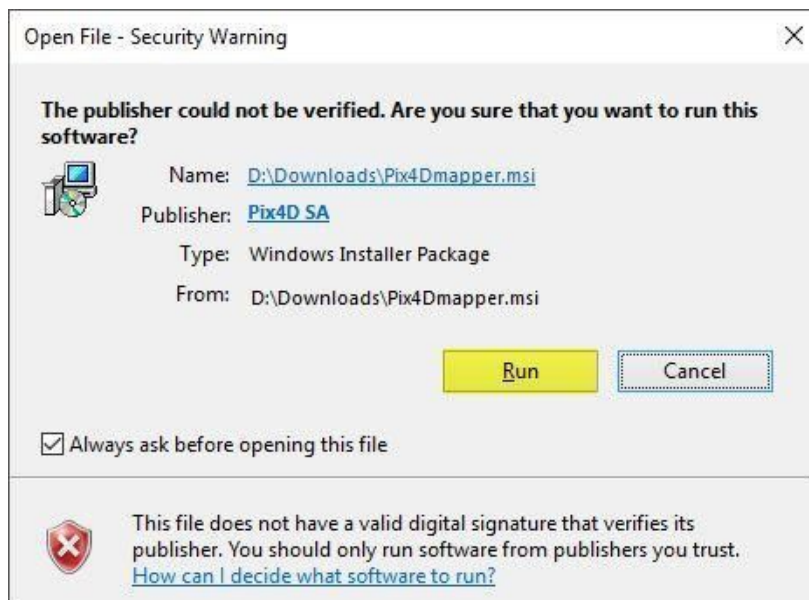 Open File - Security Warning
The publisher could not be verified. Are you sure that you want to run this
software?
Name: D:\Downloads\Pix4Dmapper.msi
Publisher: Pix4D SA
Type: Windows Installer Package
From: D:\Downloads\Pix4Dmapper.msi
Run Cancel
Always ask before opening this file
This file does not have a valid digital signature that verifies its
publisher. You should only run software from publishers you trust.
How can I decide what software to run?